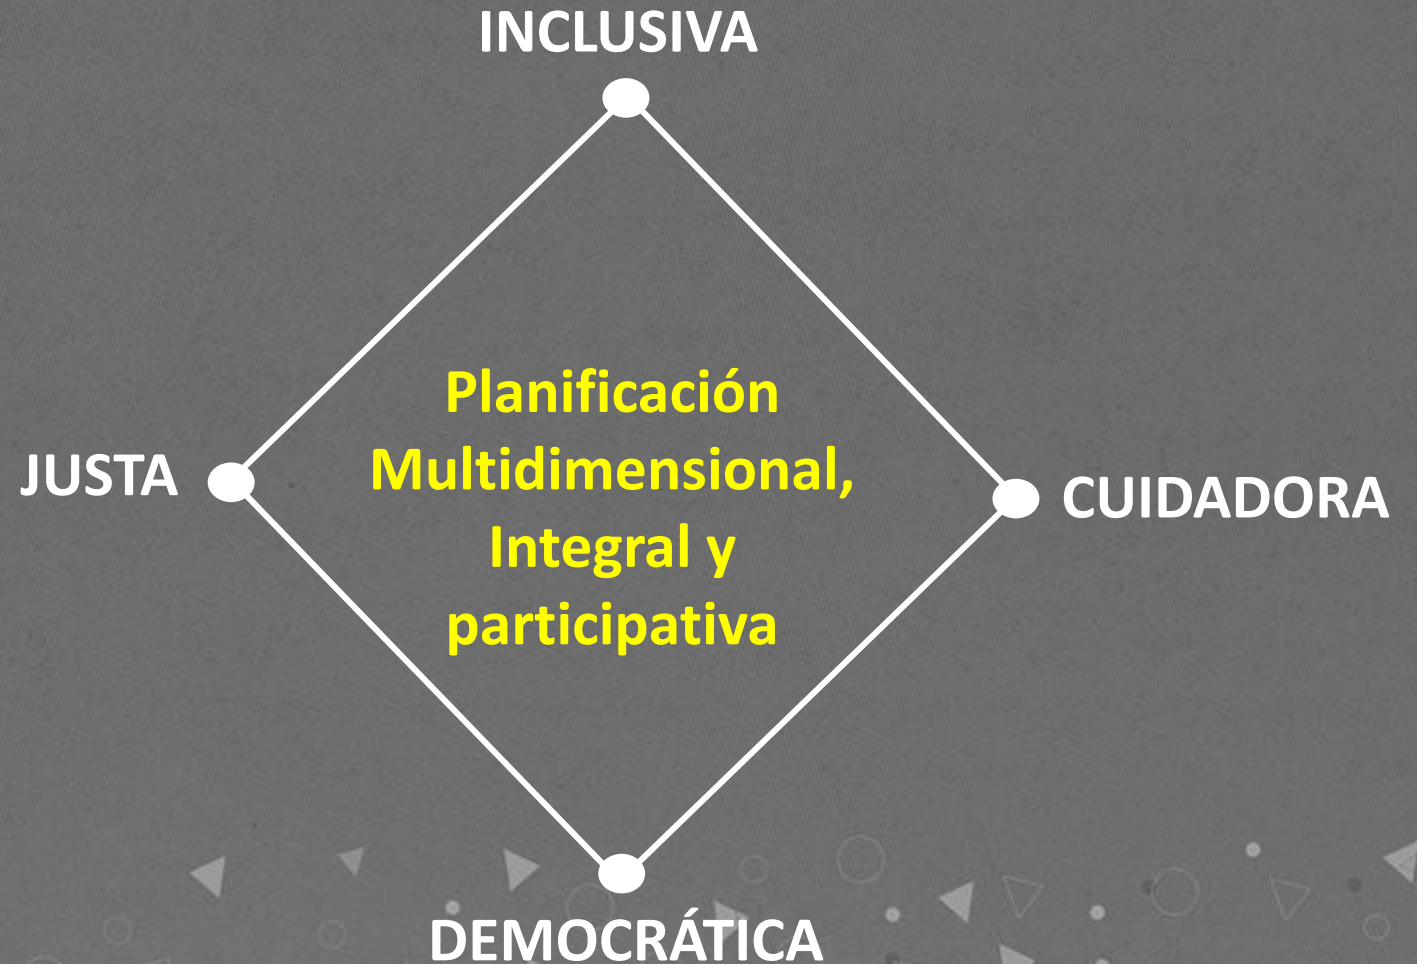 INCLUSIVA
Planificación
Multidimensional,
JUSTA
CUIDADORA
Integral y
participativa
DEMOCRÁTICA